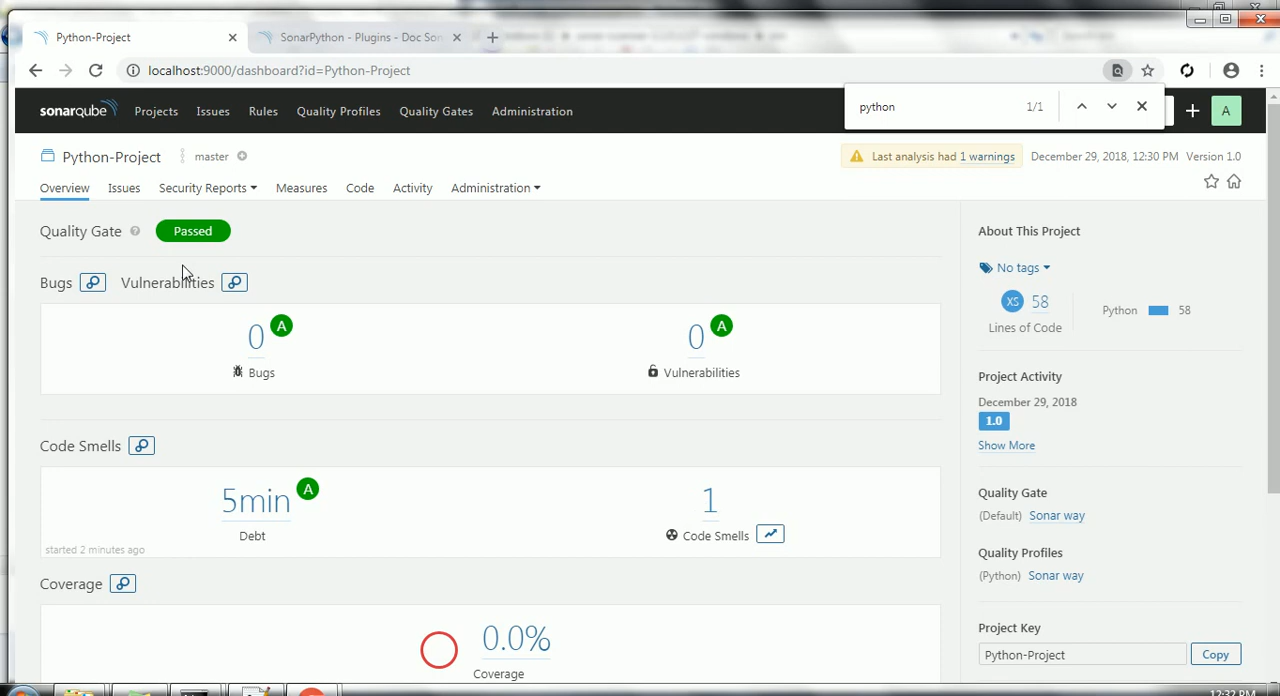 Python-Project
SonarPython - Plugins - Doc Son
localhost:9000/dashboard?id=Python-Project
python 1/1
sonarqube Projects Issues Rules Quality Profiles Quality Gates Administration A
Python-Project master Last analysis had 1 warnings December 29, 2018, 12:30 PM Version 1.0
Overview Issues Security Reports Measures Code Activity Administration
Quality Gate Passed
Bugs Vulnerabilities
0 A
Bugs
0 A
Vulnerabilities
Code Smells
5min A
Debt
started 2 minutes ago
1
Code Smells
Coverage
0.0%
Coverage
About This Project
No tags
XS 58
Lines of Code
Python 58
Project Activity
December 29, 2018
1.0
Show More
Quality Gate
(Default) Sonar way
Quality Profiles
(Python) Sonar way
Project Key
Python-Project Copy
12:32 PM